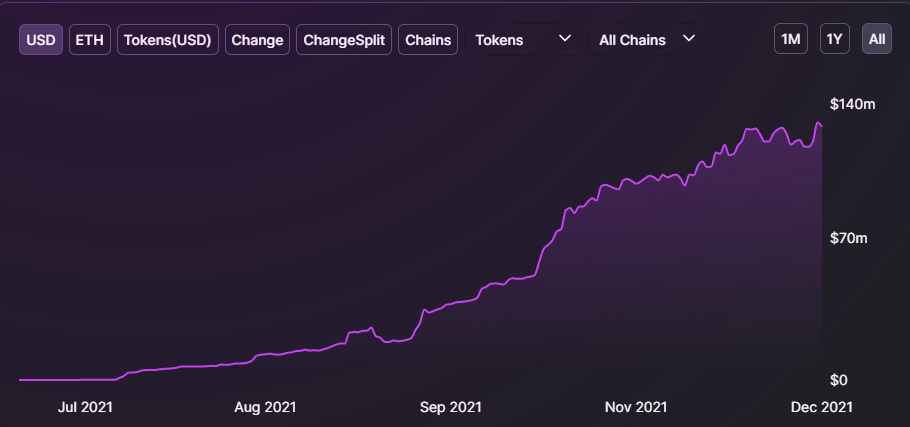 USD ETH Tokens(USD) Change ChangeSplit Chains Tokens All Chains 1M 1Y All
$140m
$70m
$0
Jul 2021 Aug 2021 Sep 2021 Nov 2021 Dec 2021